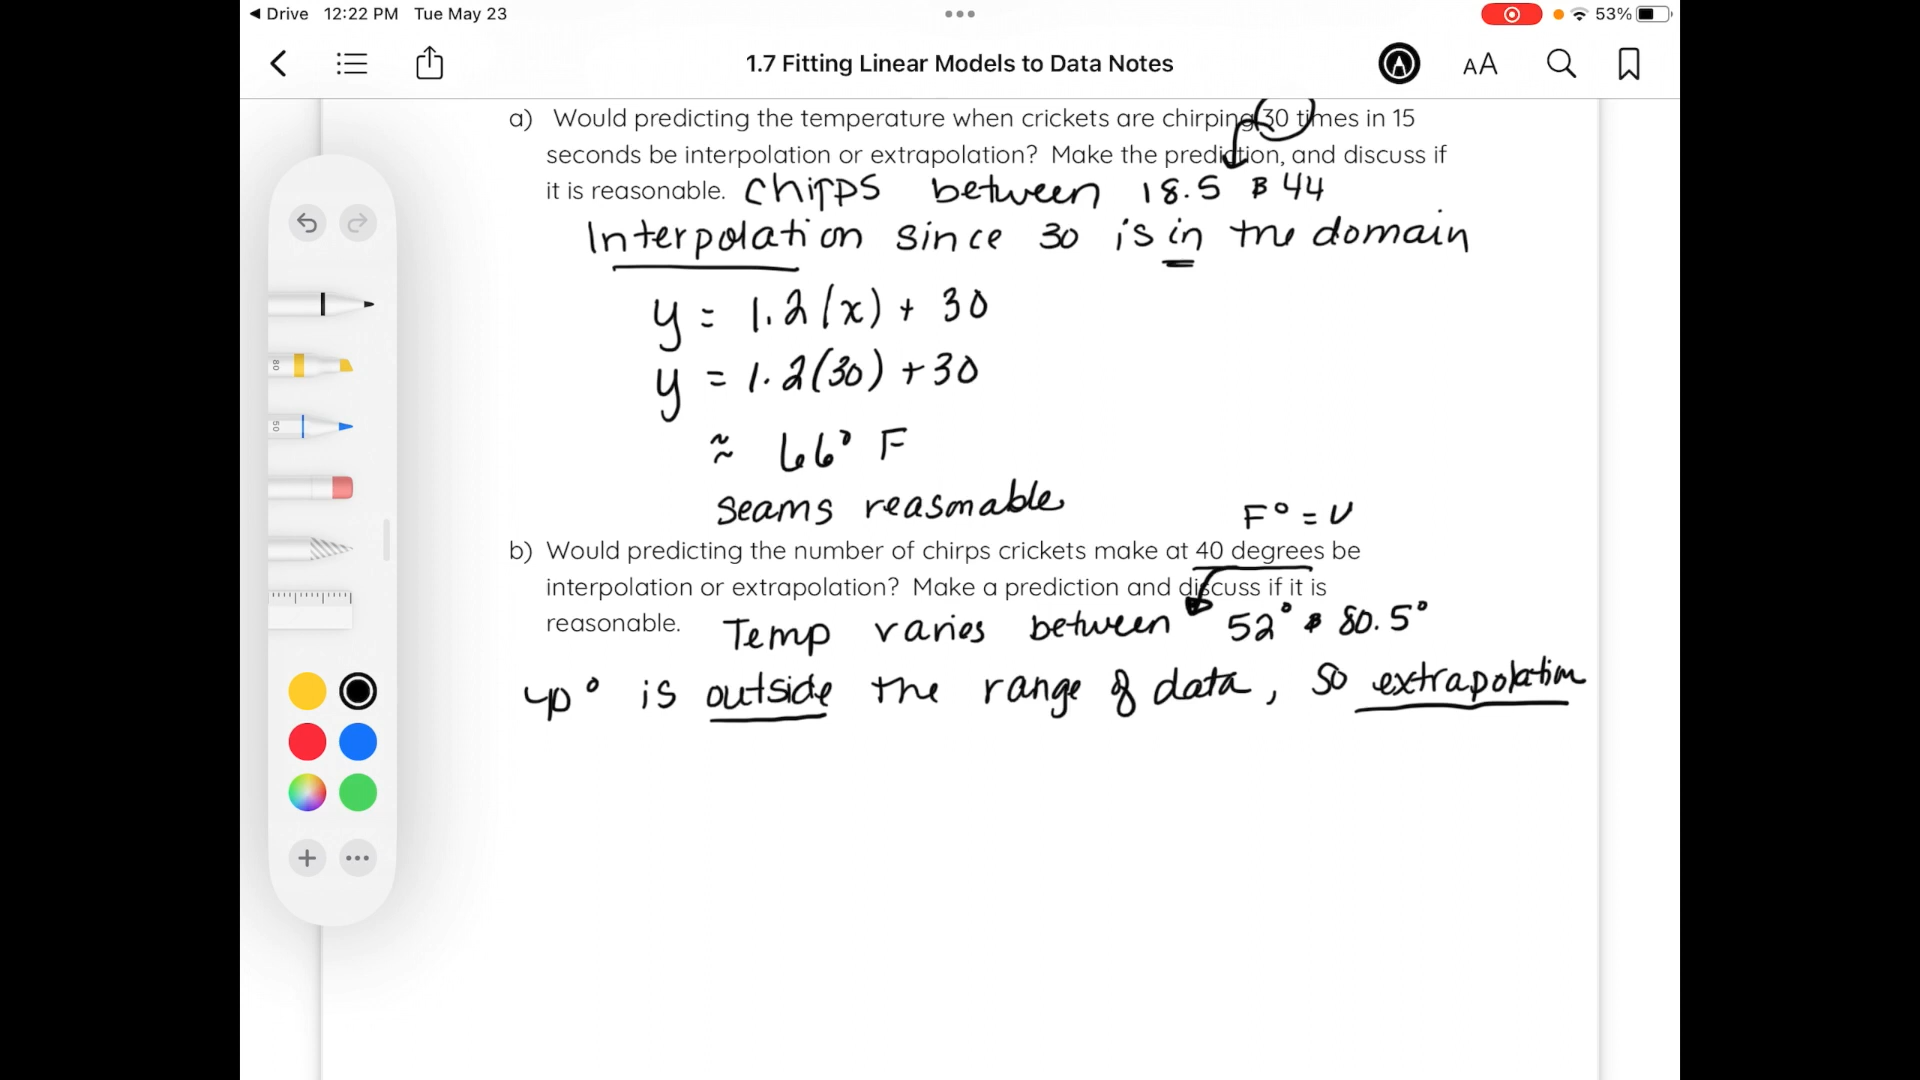 Drive 12:22 PM Tue May 23
53%
1.7 Fitting Linear Models to Data Notes
AA
a) Would predicting the temperature when crickets are chirping 30 times in 15
seconds be interpolation or extrapolation? Make the prediction, and discuss if
it is reasonable. Chirps between 18.5 & 44
Interpolation since 30 is in the domain
y = 1.2(x) + 30
y = 1.2(30) + 30
≈ 66° F
Seams reasonable
F° = y
b) Would predicting the number of chirps crickets make at 40 degrees be
interpolation or extrapolation? Make a prediction and discuss if it is
reasonable. Temp varies between 52° & 80.5°
40° is outside the range of data, so extrapolation
80
50